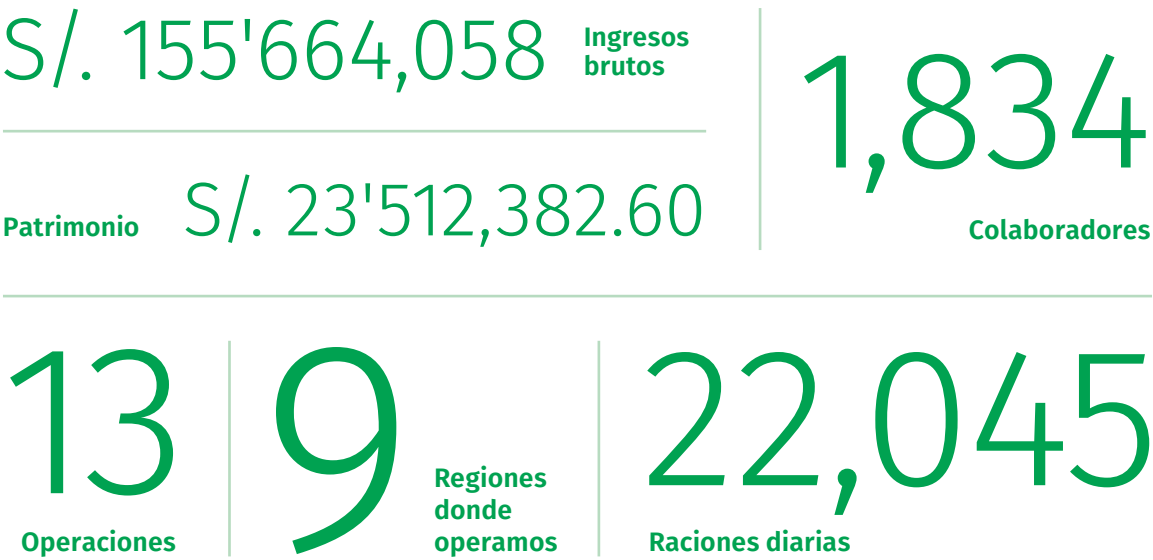 S/. 155'664,058
Ingresos
brutos
Patrimonio
S/. 23'512,382.60
1,834
Colaboradores
13
Operaciones
9
Regiones
donde
operamos
22,045
Raciones diarias